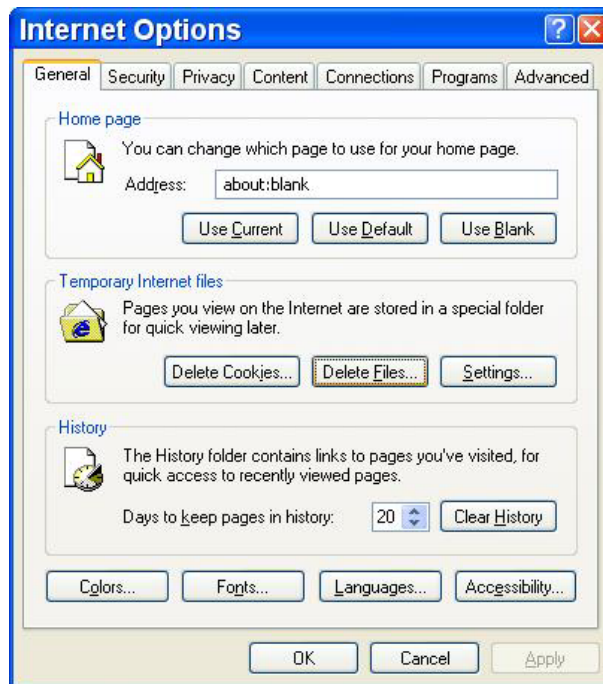 Internet Options
General Security Privacy Content Connections Programs Advanced
Home page
You can change which page to use for your home page.
Address: about:blank
Use Current Use Default Use Blank
Temporary Internet files
Pages you view on the Internet are stored in a special folder
for quick viewing later.
Delete Cookies... Delete Files... Settings...
History
The History folder contains links to pages you've visited, for
quick access to recently viewed pages.
Days to keep pages in history: 20 Clear History
Colors... Fonts... Languages... Accessibility...
OK Cancel Apply